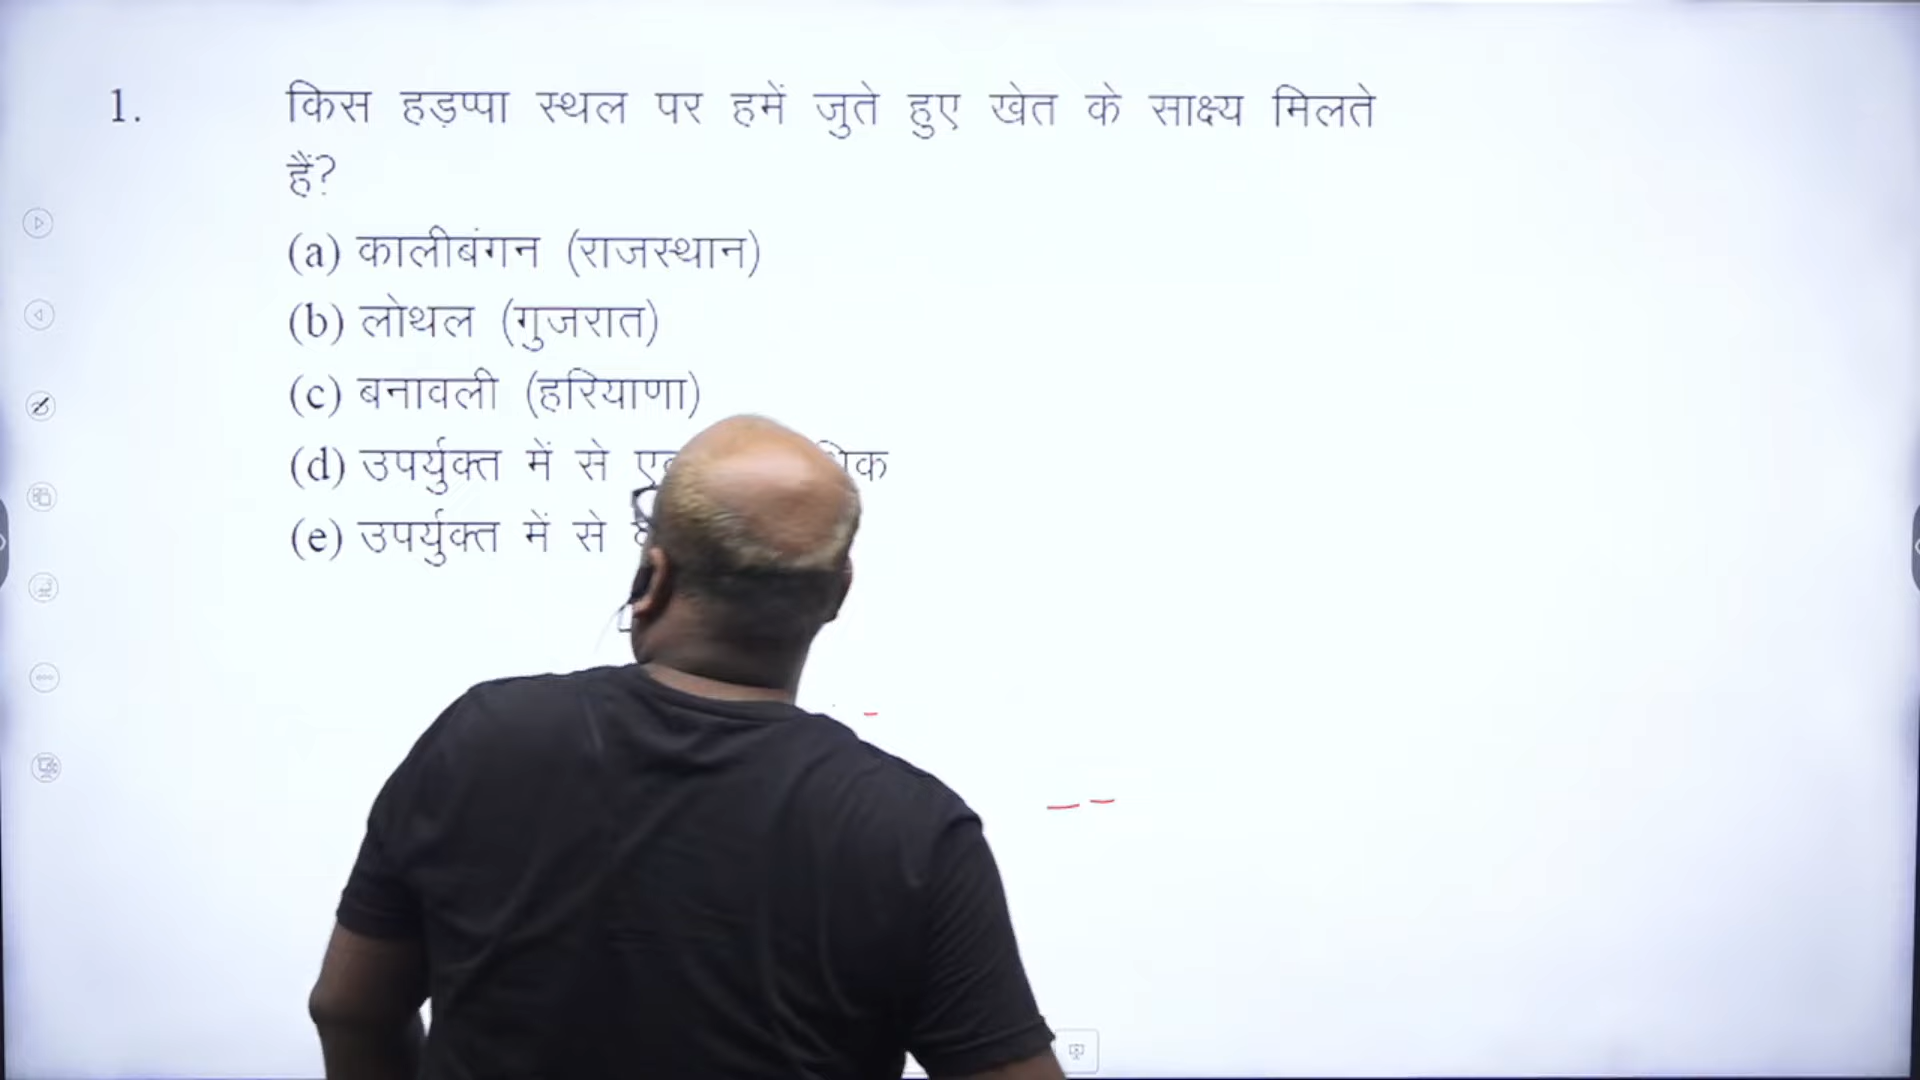 1. किस हड़प्पा स्थल पर हमें जुते हुए खेत के साक्ष्य मिलते
हैं?
(a) कालीबंगन (राजस्थान)
(b) लोथल (गुजरात)
(c) बनावली (हरियाणा)
(d) उपर्युक्त में से
(e) उपर्युक्त में से